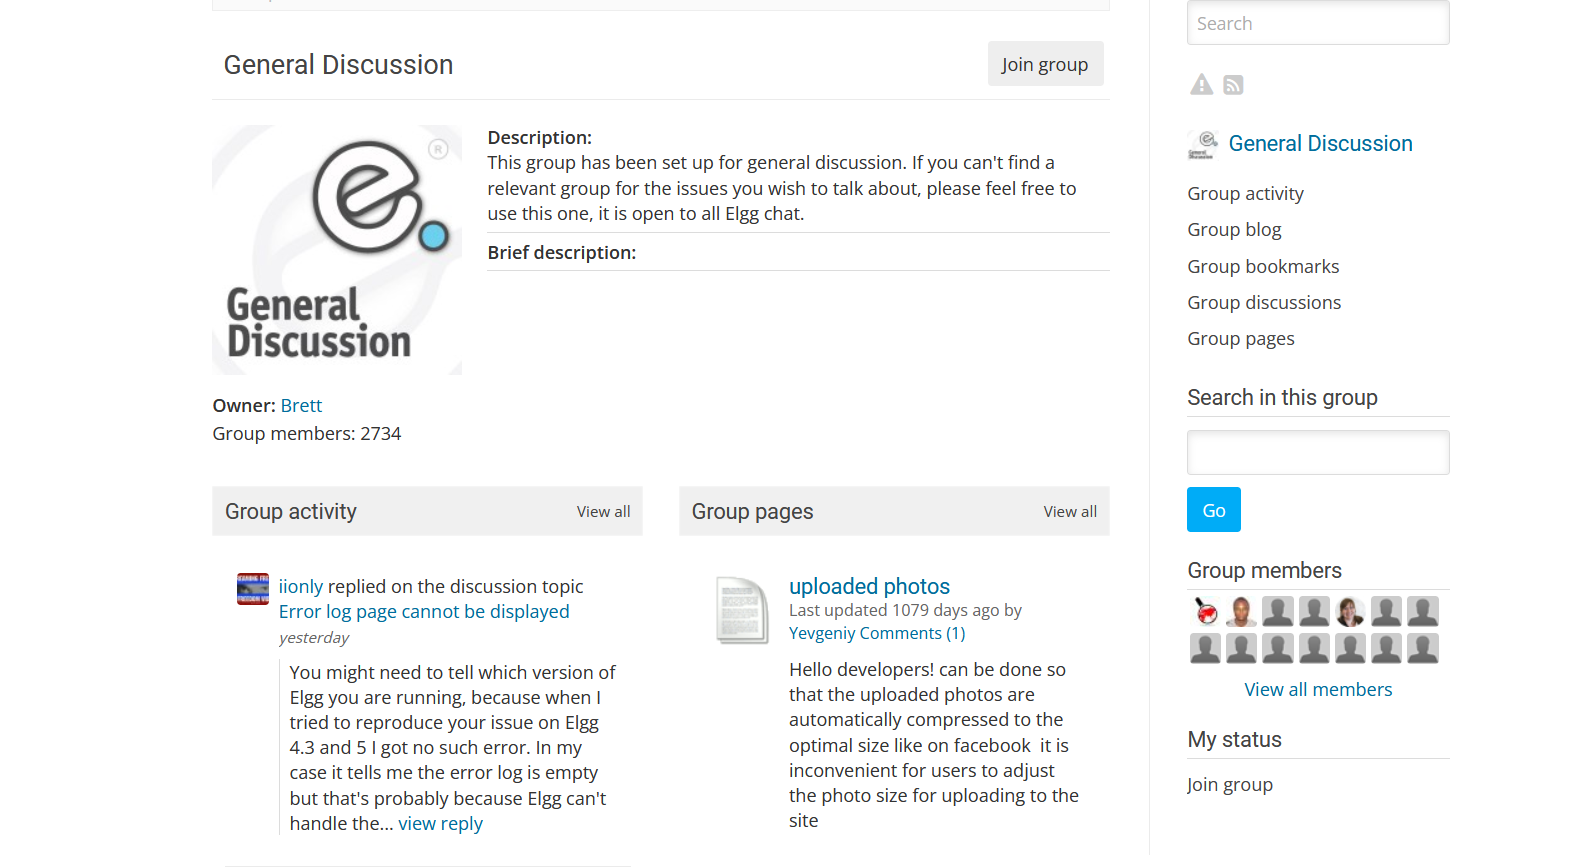 General Discussion
Join group
®
e.
General
Discussion
Description:
This group has been set up for general discussion. If you can't find a
relevant group for the issues you wish to talk about, please feel free to
use this one, it is open to all Elgg chat.
Brief description:
Owner: Brett
Group members: 2734
Group activity
View all
iionly replied on the discussion topic
Error log page cannot be displayed
yesterday
You might need to tell which version of
Elgg you are running, because when I
tried to reproduce your issue on Elgg
4.3 and 5 I got no such error. In my
case it tells me the error log is empty
but that's probably because Elgg can't
handle the... view reply
Group pages
View all
uploaded photos
Last updated 1079 days ago by
Yevgeniy Comments (1)
Hello developers! can be done so
that the uploaded photos are
automatically compressed to the
optimal size like on facebook  it is
inconvenient for users to adjust
the photo size for uploading to the
site
Search
General Discussion
General Discussion
Group activity
Group blog
Group bookmarks
Group discussions
Group pages
Search in this group
Go
Group members
View all members
My status
Join group